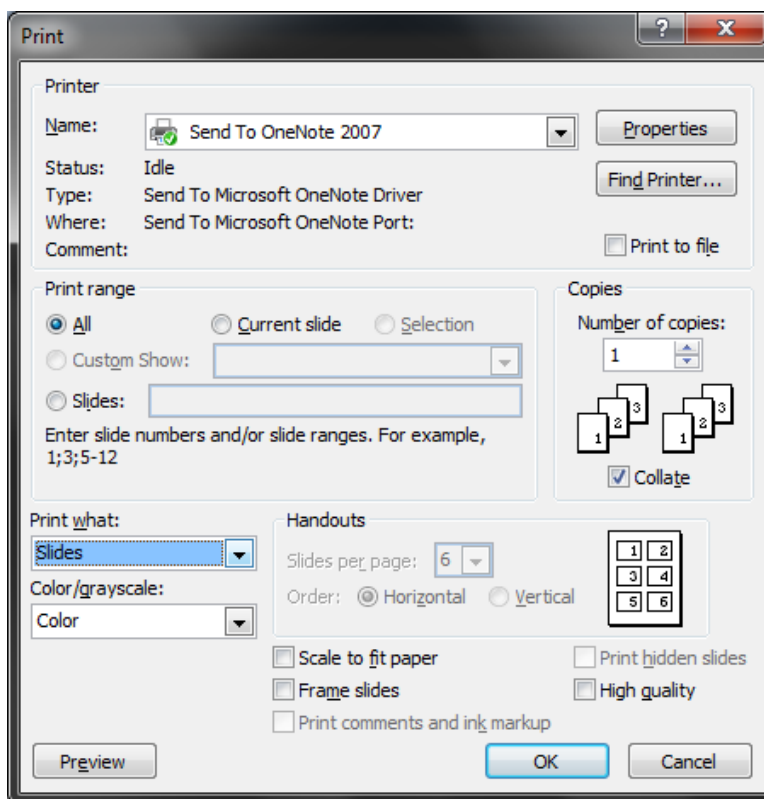 Print
Printer
Name: Send To OneNote 2007 Properties
Status: Idle
Type: Send To Microsoft OneNote Driver Find Printer...
Where: Send To Microsoft OneNote Port:
Comment: Print to file
Print range
All Current slide Selection
Custom Show:
Slides:
Enter slide numbers and/or slide ranges. For example,
1;3;5-12
Copies
Number of copies:
1
1 2 3 1 2 3
Collate
Print what:
Slides
Color/grayscale:
Color
Handouts
Slides per page: 6
Order: Horizontal Vertical
1 2
3 4
5 6
Scale to fit paper Print hidden slides
Frame slides High quality
Print comments and ink markup
Preview OK Cancel